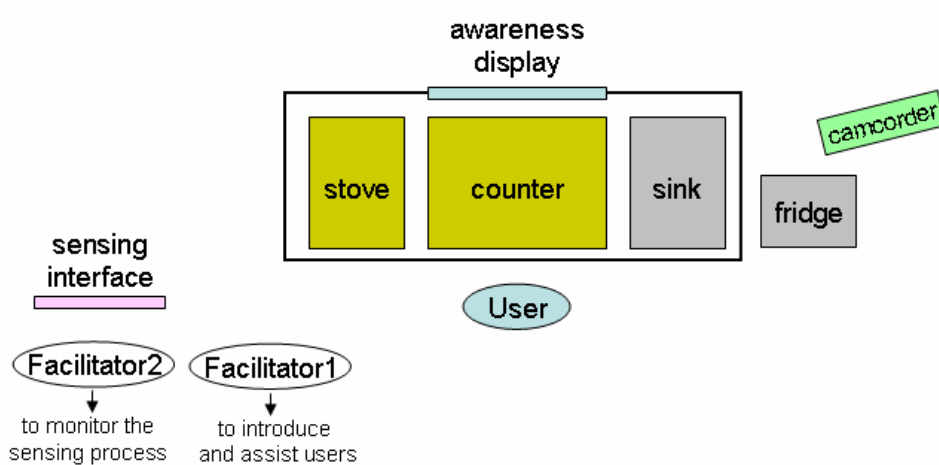 awareness
display
camcorder
stove
counter
sink
fridge
sensing
interface
User
Facilitator2
Facilitator1
to monitor the
sensing process
to introduce
and assist users